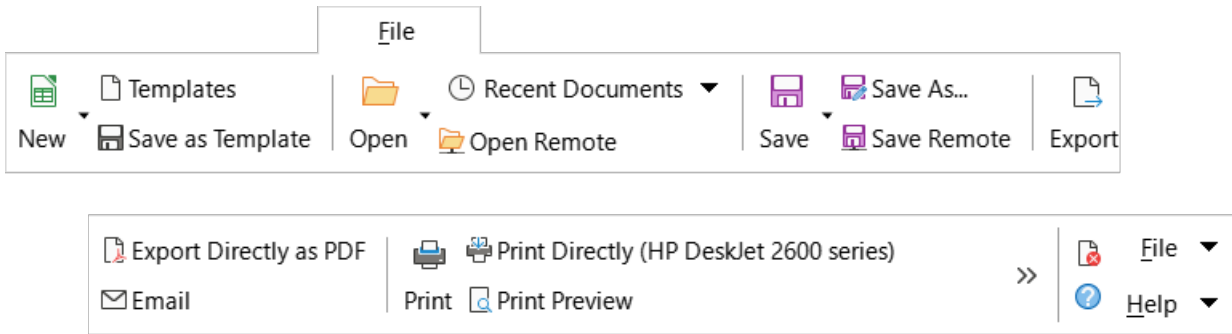 File
Templates Recent Documents Save As...
New Save as Template Open Open Remote Save Save Remote Export
Export Directly as PDF Print Directly (HP DeskJet 2600 series) File
Email Print Print Preview Help